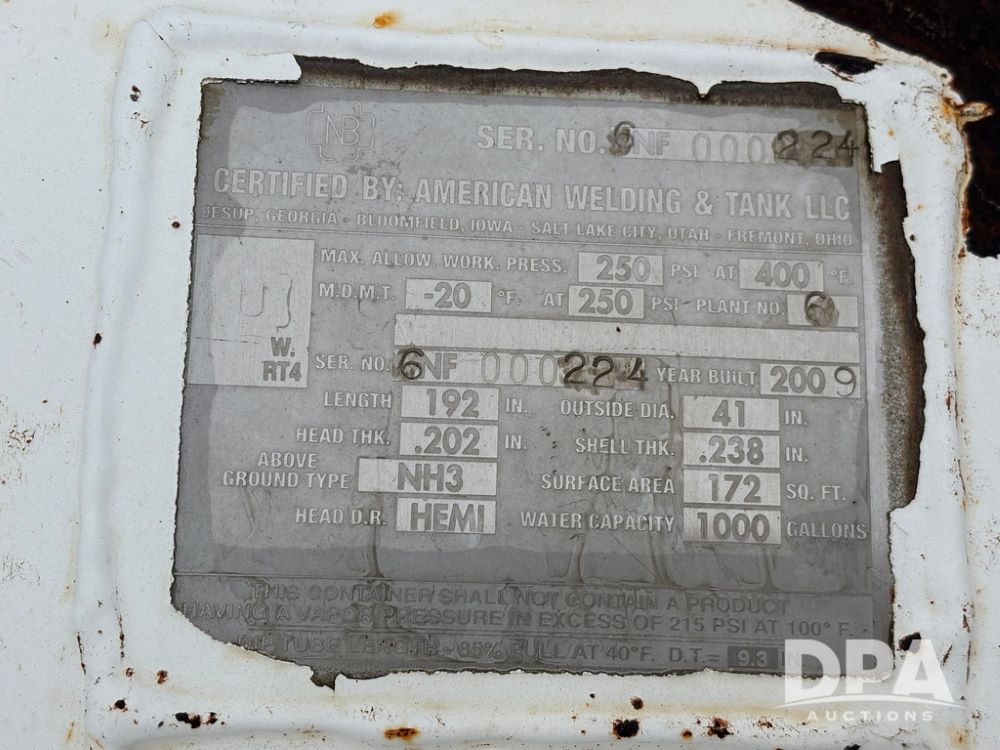 NB SER. NO. 6NF 000224
CERTIFIED BY: AMERICAN WELDING & TANK LLC
JESUP, GEORGIA - BLOOMFIELD, IOWA - SALT LAKE CITY, UTAH - FREMONT, OHIO
MAX. ALLOW. WORK. PRESS. 250 PSI AT 400 °F.
M.D.M.T. -20 °F. AT 250 PSI - PLANT NO. 6
U
W.
RT4
SER. NO. 6NF 000224 YEAR BUILT 2009
LENGTH 192 IN. OUTSIDE DIA. 41 IN.
HEAD THK. .202 IN. SHELL THK. .238 IN.
ABOVE
GROUND TYPE NH3 SURFACE AREA 172 SQ. FT.
HEAD D.R. HEMI WATER CAPACITY 1000 GALLONS
THIS CONTAINER SHALL NOT CONTAIN A PRODUCT
HAVING A VAPOR PRESSURE IN EXCESS OF 215 PSI AT 100° F.
DIP TUBE LENGTH - 85% FULL AT 40°F. D.T. = 9.3 IN
DPA
AUCTIONS